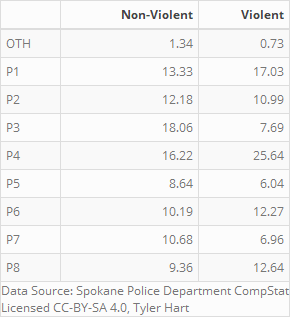 Non-Violent Violent
OTH 1.34 0.73
P1 13.33 17.03
P2 12.18 10.99
P3 18.06 7.69
P4 16.22 25.64
P5 8.64 6.04
P6 10.19 12.27
P7 10.68 6.96
P8 9.36 12.64
Data Source: Spokane Police Department CompStat
Licensed CC-BY-SA 4.0, Tyler Hart